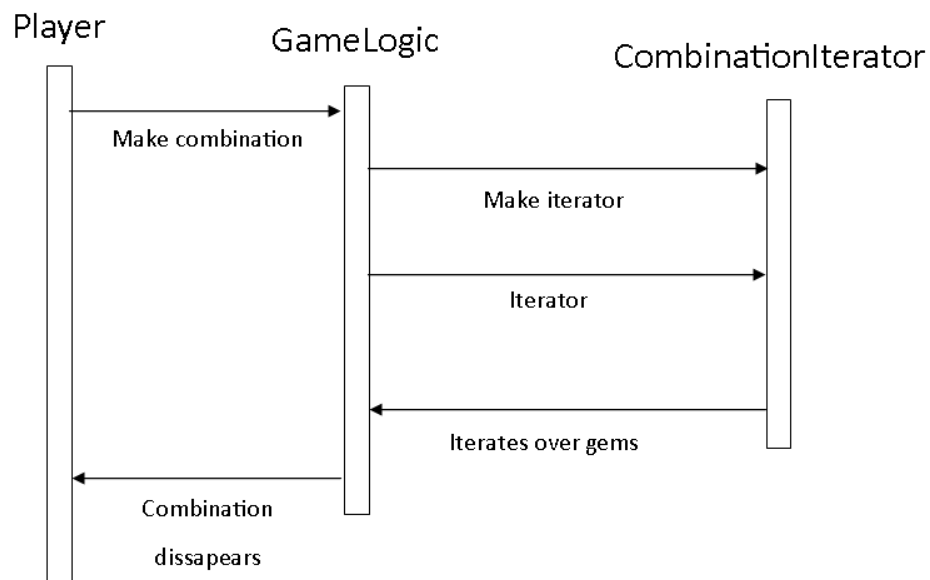 Player
GameLogic
CombinationIterator
Make combination
Make iterator
Iterator
Iterates over gems
Combination
dissapears